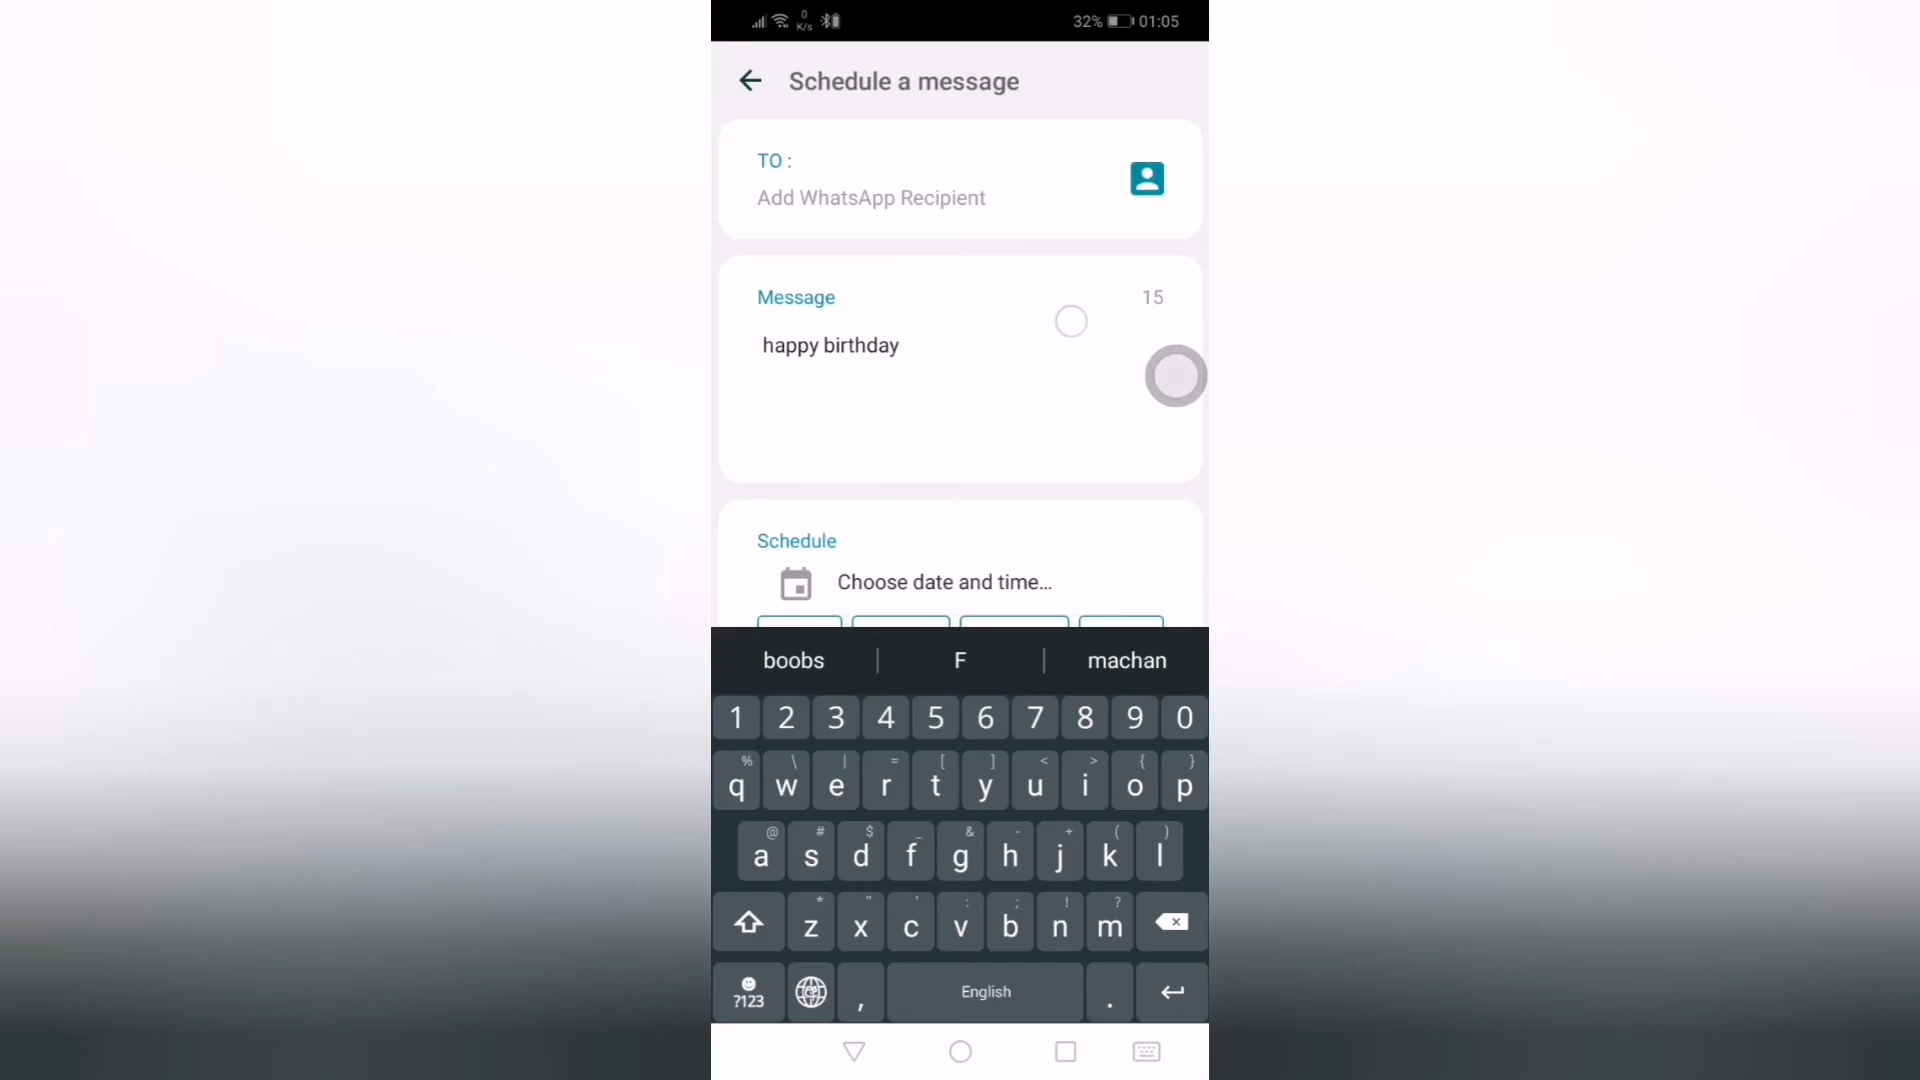 0
K/s
32% 01:05
Schedule a message
TO :
Add WhatsApp Recipient
Message 15
happy birthday
Schedule
Choose date and time...
boobs | F | machan
1 2 3 4 5 6 7 8 9 0
% \ | = [ ] < > { }
q w e r t y u i o p
@ # $ _ & - + ( )
a s d f g h j k l
* " ' : ; ! ?
z x c v b n m
?123 , English .